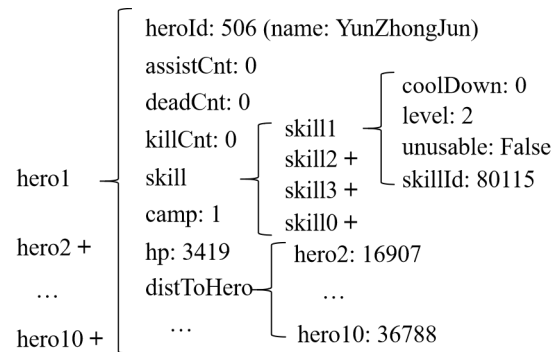 heroId: 506 (name: YunZhongJun)
assistCnt: 0
deadCnt: 0
killCnt: 0
skill
camp: 1
hp: 3419
distToHero
…
hero1
hero2 +
…
hero10 +
skill1
skill2 +
skill3 +
skill0 +
coolDown: 0
level: 2
unusable: False
skillId: 80115
hero2: 16907
…
hero10: 36788